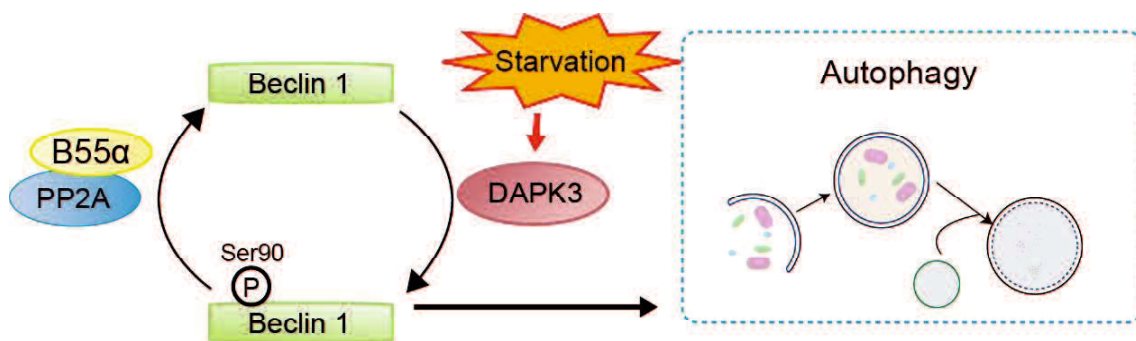 Beclin 1
Starvation
Autophagy
B55α
PP2A
DAPK3
Ser90
P
Beclin 1